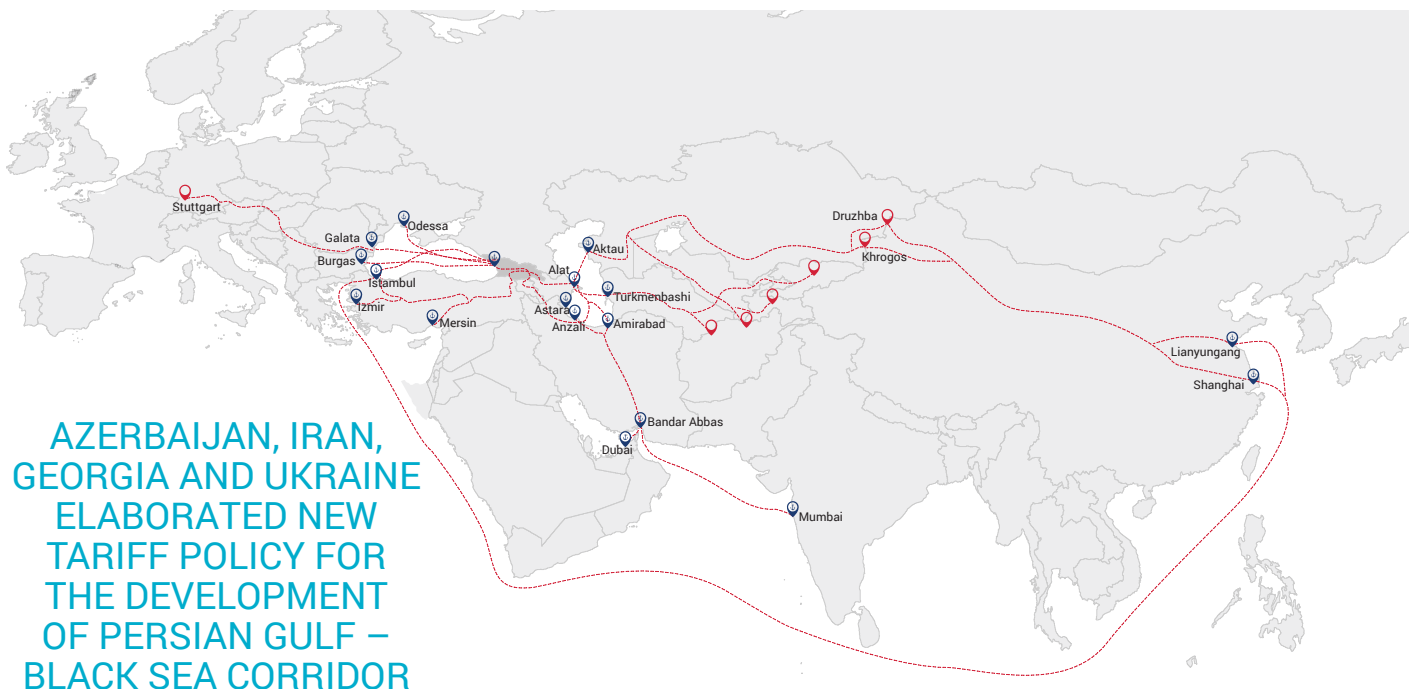 Stuttgart
Odessa
Galata
Burgas
Istambul
Izmir
Mersin
Aktau
Alat
Turkmenbashi
Astara
Anzali
Amirabad
Druzhba
Khrogos
Lianyungang
Shanghai
Bandar Abbas
Dubai
Mumbai
AZERBAIJAN, IRAN,
GEORGIA AND UKRAINE
ELABORATED NEW
TARIFF POLICY FOR
THE DEVELOPMENT
OF PERSIAN GULF –
BLACK SEA CORRIDOR